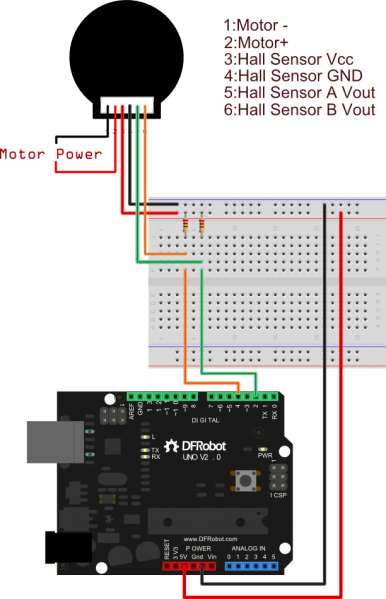 1:Motor -
2:Motor+
3:Hall Sensor Vcc
4:Hall Sensor GND
5:Hall Sensor A Vout
6:Hall Sensor B Vout
Motor Power
AREF
GND
13
12
~11
~10
~9
8
7
~6
~5
4
~3
2
TX 1
RX 0
DIGITAL
L
TX
RX
DFRobot
UNO V2.0
PWR
1
ICSP
www.DFRobot.com
POWER
ANALOG IN
RESET
3V3
5V
Gnd
Vin
0 1 2 3 4 5